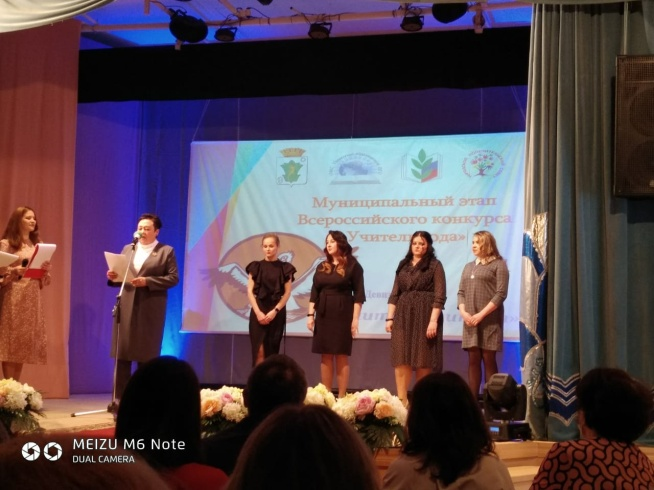 Муниципальный этап
Всероссийского конкурса
«Учитель года»
MEIZU M6 Note
DUAL CAMERA